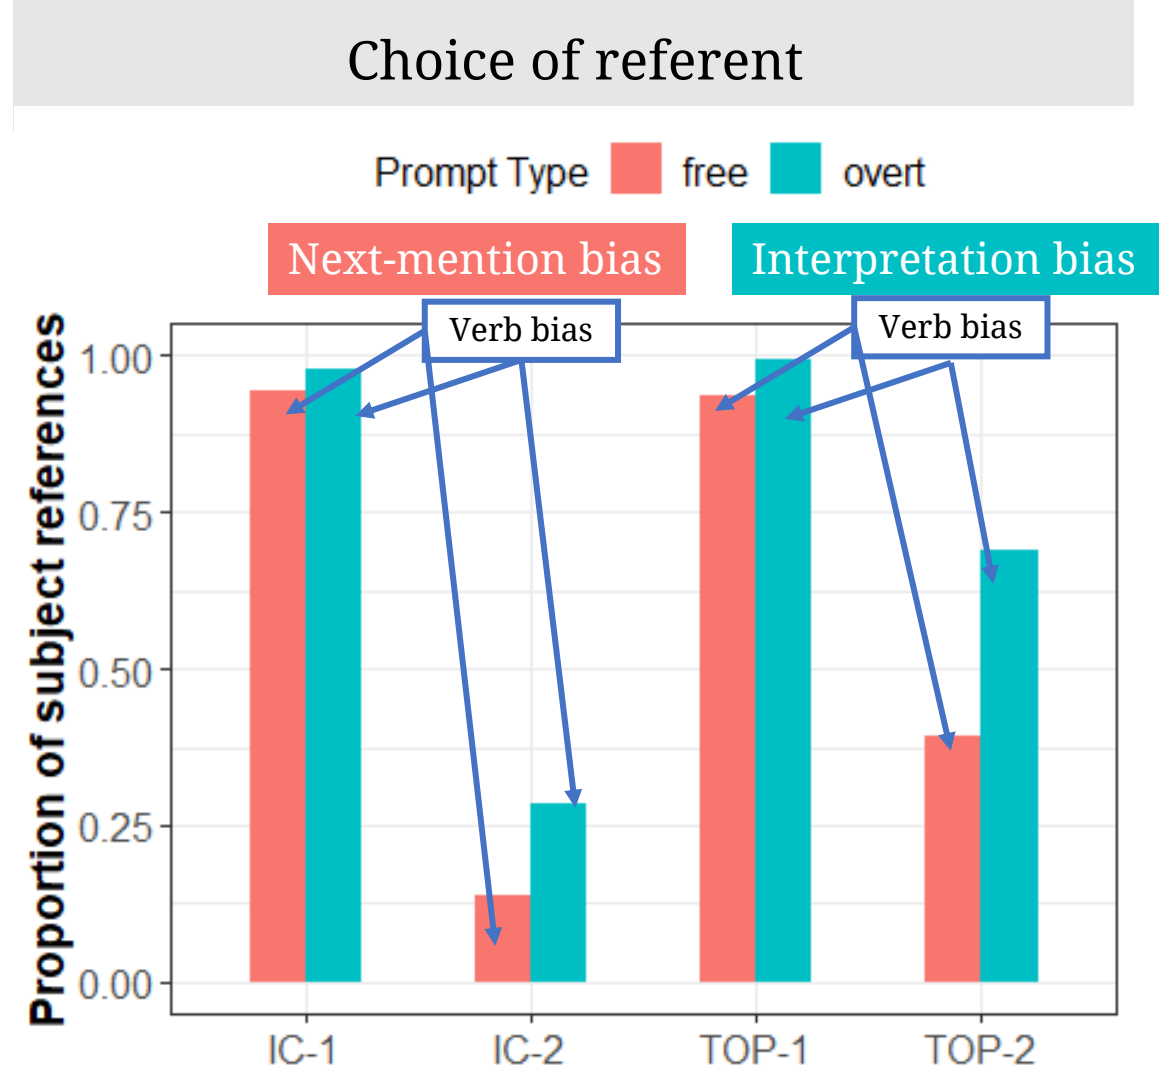 Choice of referent
Prompt Type free overt
Next-mention bias
Interpretation bias
Verb bias
Verb bias
Proportion of subject references
1.00
0.75
0.50
0.25
0.00
IC-1 IC-2 TOP-1 TOP-2